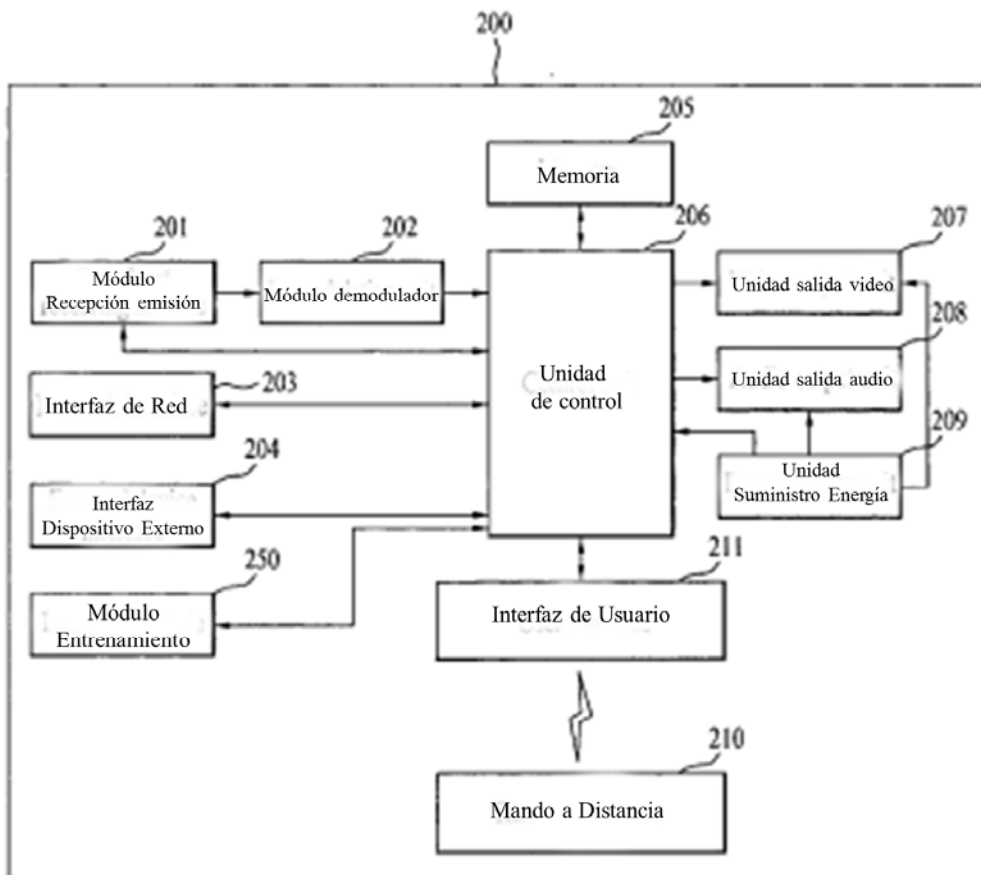 200
205
Memoria
206
201
202
207
Módulo
Recepción emisión
Módulo demodulador
Unidad salida video
208
Unidad
de control
Unidad salida audio
203
Interfaz de Red
209
204
Unidad
Suministro Energía
Interfaz
Dispositivo Externo
250
211
Módulo
Entrenamiento
Interfaz de Usuario
210
Mando a Distancia